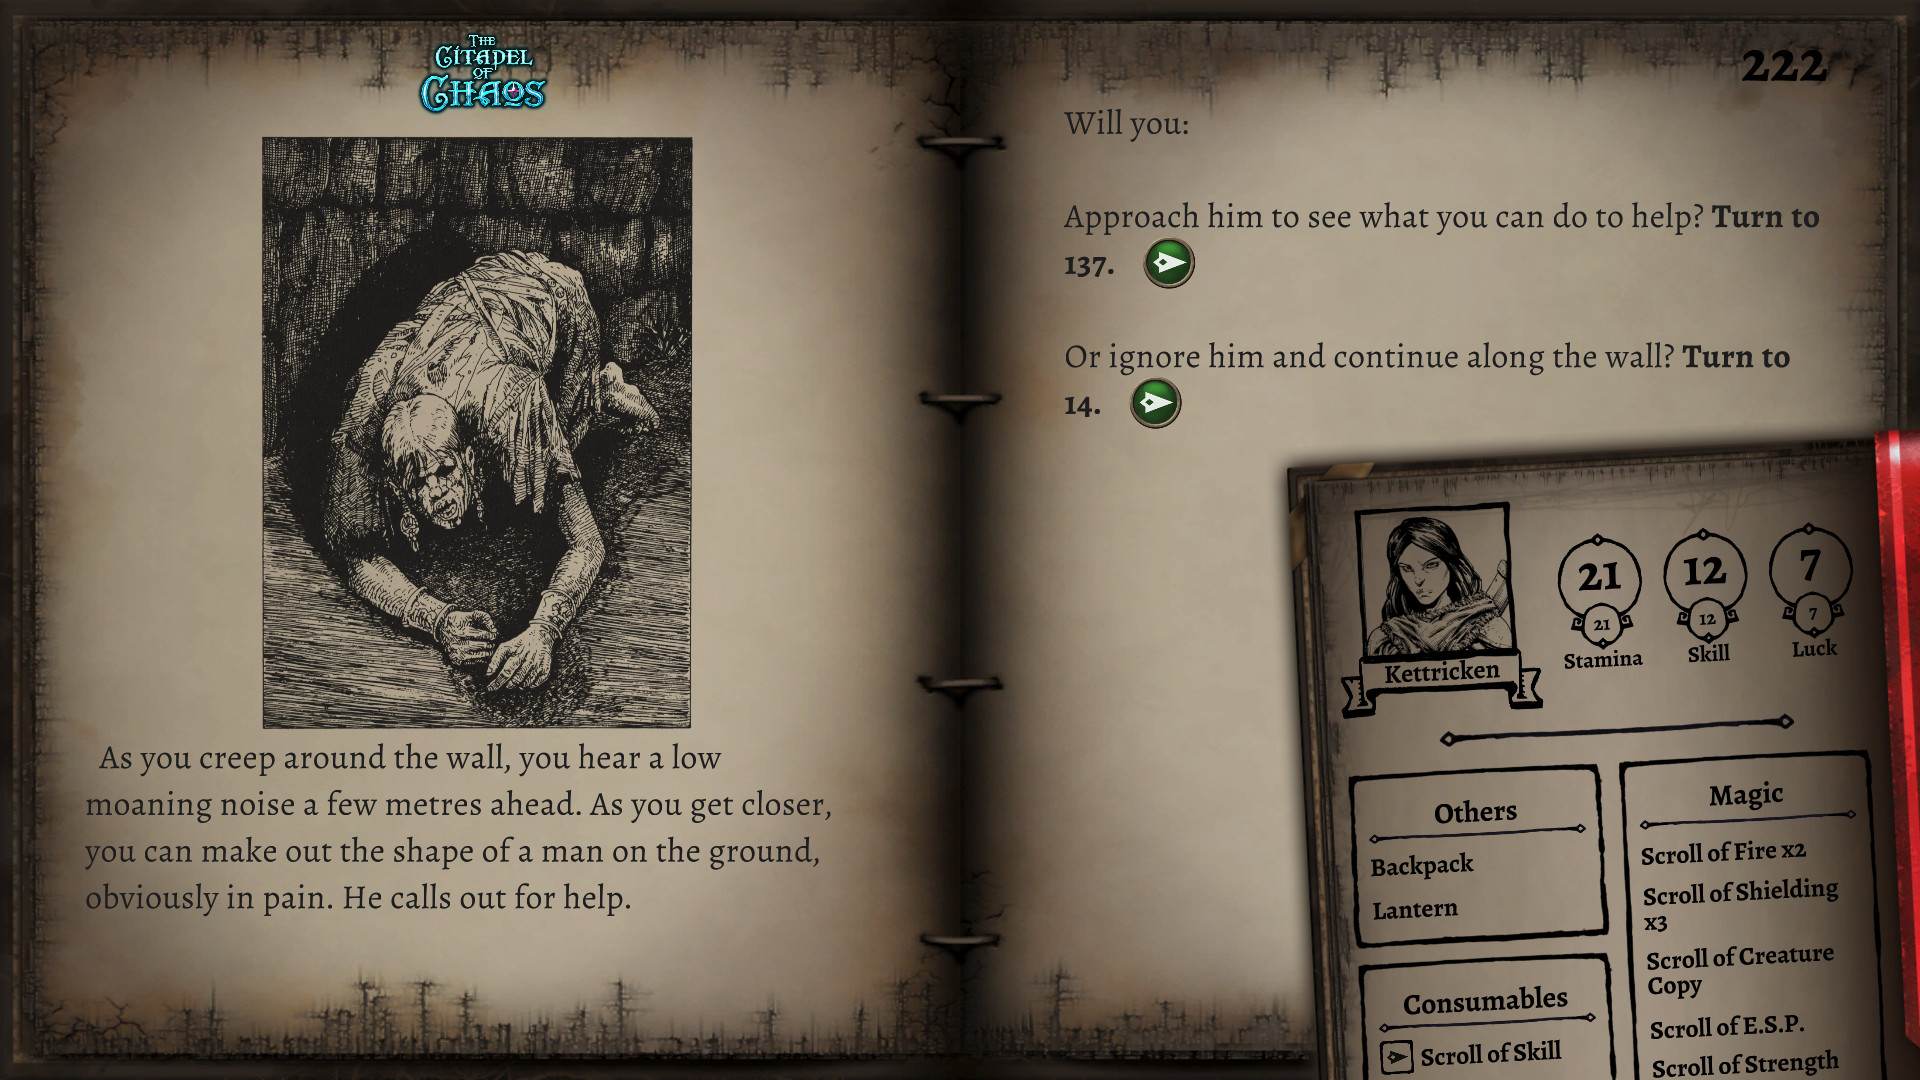 THE
CITADEL
OF
CHAOS
As you creep around the wall, you hear a low
moaning noise a few metres ahead. As you get closer,
you can make out the shape of a man on the ground,
obviously in pain. He calls out for help.
222
Will you:
Approach him to see what you can do to help? Turn to
137.
Or ignore him and continue along the wall? Turn to
14.
Kettricken
21
21
Stamina
12
12
Skill
7
7
Luck
Others
Backpack
Lantern
Consumables
Scroll of Skill
Magic
Scroll of Fire x2
Scroll of Shielding
x3
Scroll of Creature
Copy
Scroll of E.S.P.
Scroll of Strength